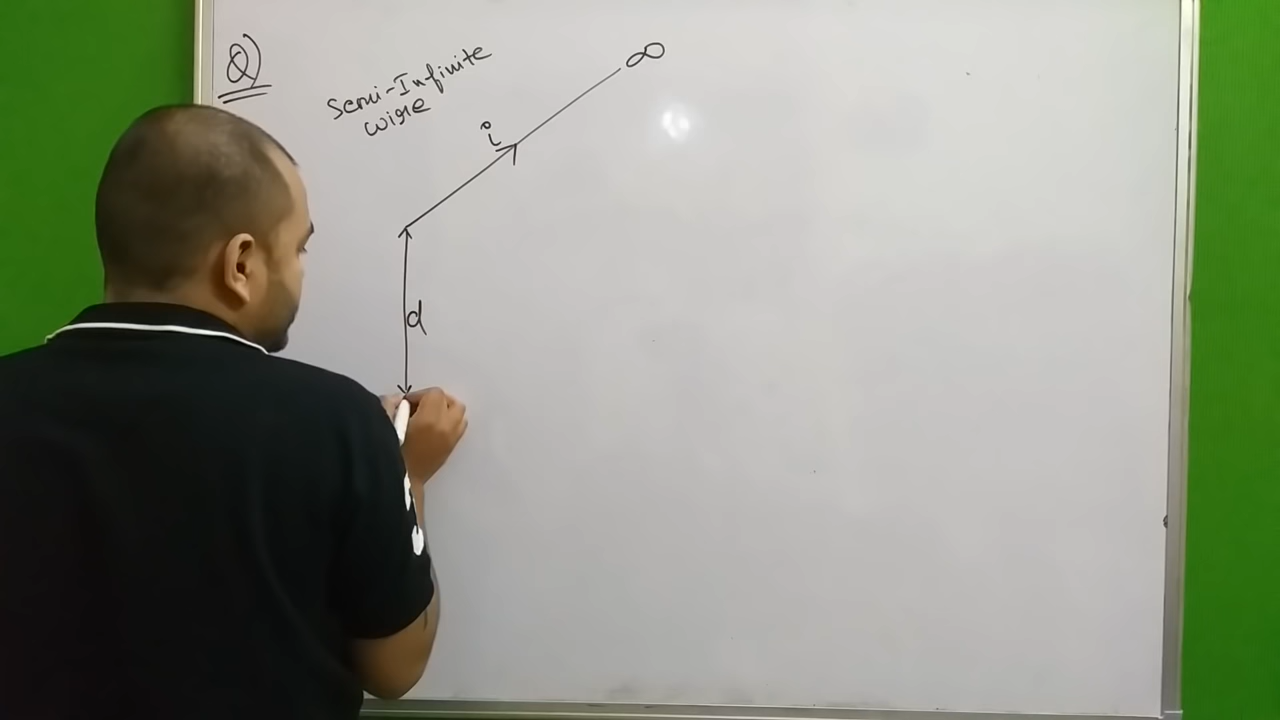 Q)
Semi-Infinite
wire
∞
i
d